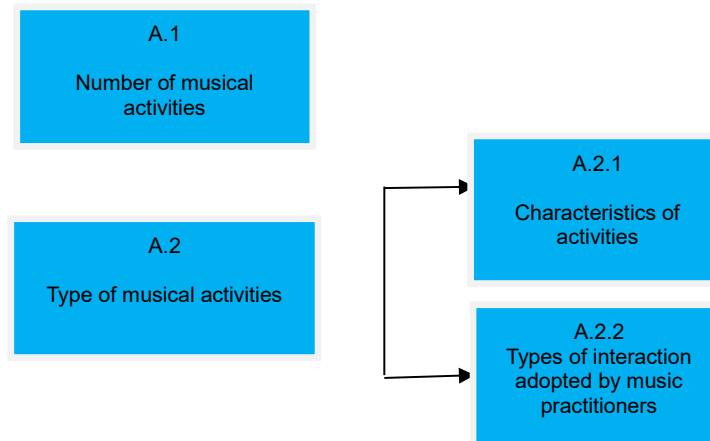 A.1
Number of musical
activities
A.2
Type of musical activities
A.2.1
Characteristics of
activities
A.2.2
Types of interaction
adopted by music
practitioners